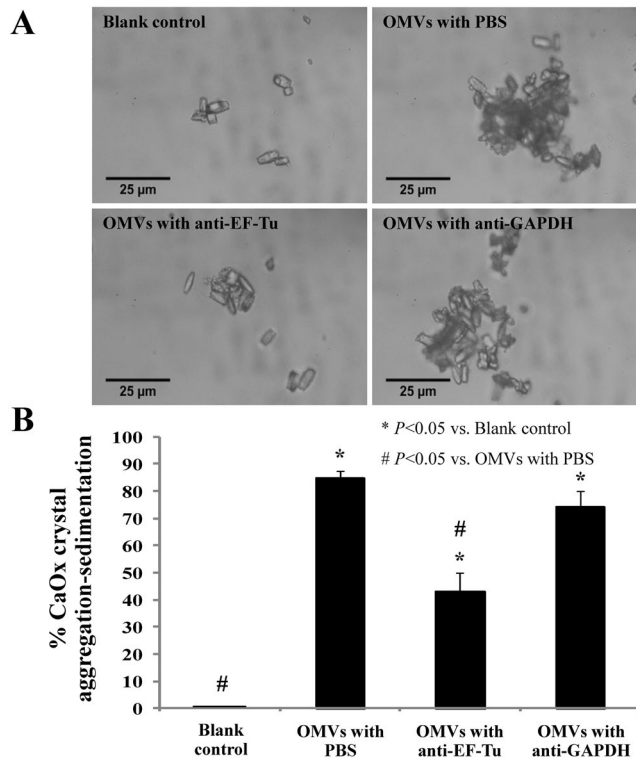 A
Blank control
25 µm
OMVs with PBS
25 µm
OMVs with anti-EF-Tu
25 µm
OMVs with anti-GAPDH
25 µm
B
* P<0.05 vs. Blank control
# P<0.05 vs. OMVs with PBS
% CaOx crystal
aggregation-sedimentation
100
90
80
70
60
50
40
30
20
10
0
#
*
#
*
*
Blank
control
OMVs with
PBS
OMVs with
anti-EF-Tu
OMVs with
anti-GAPDH